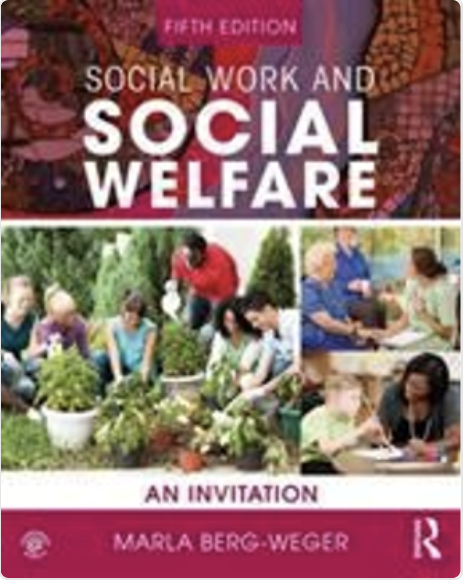 FIFTH EDITION
SOCIAL WORK AND
SOCIAL
WELFARE
AN INVITATION
MARLA BERG-WEGER
R